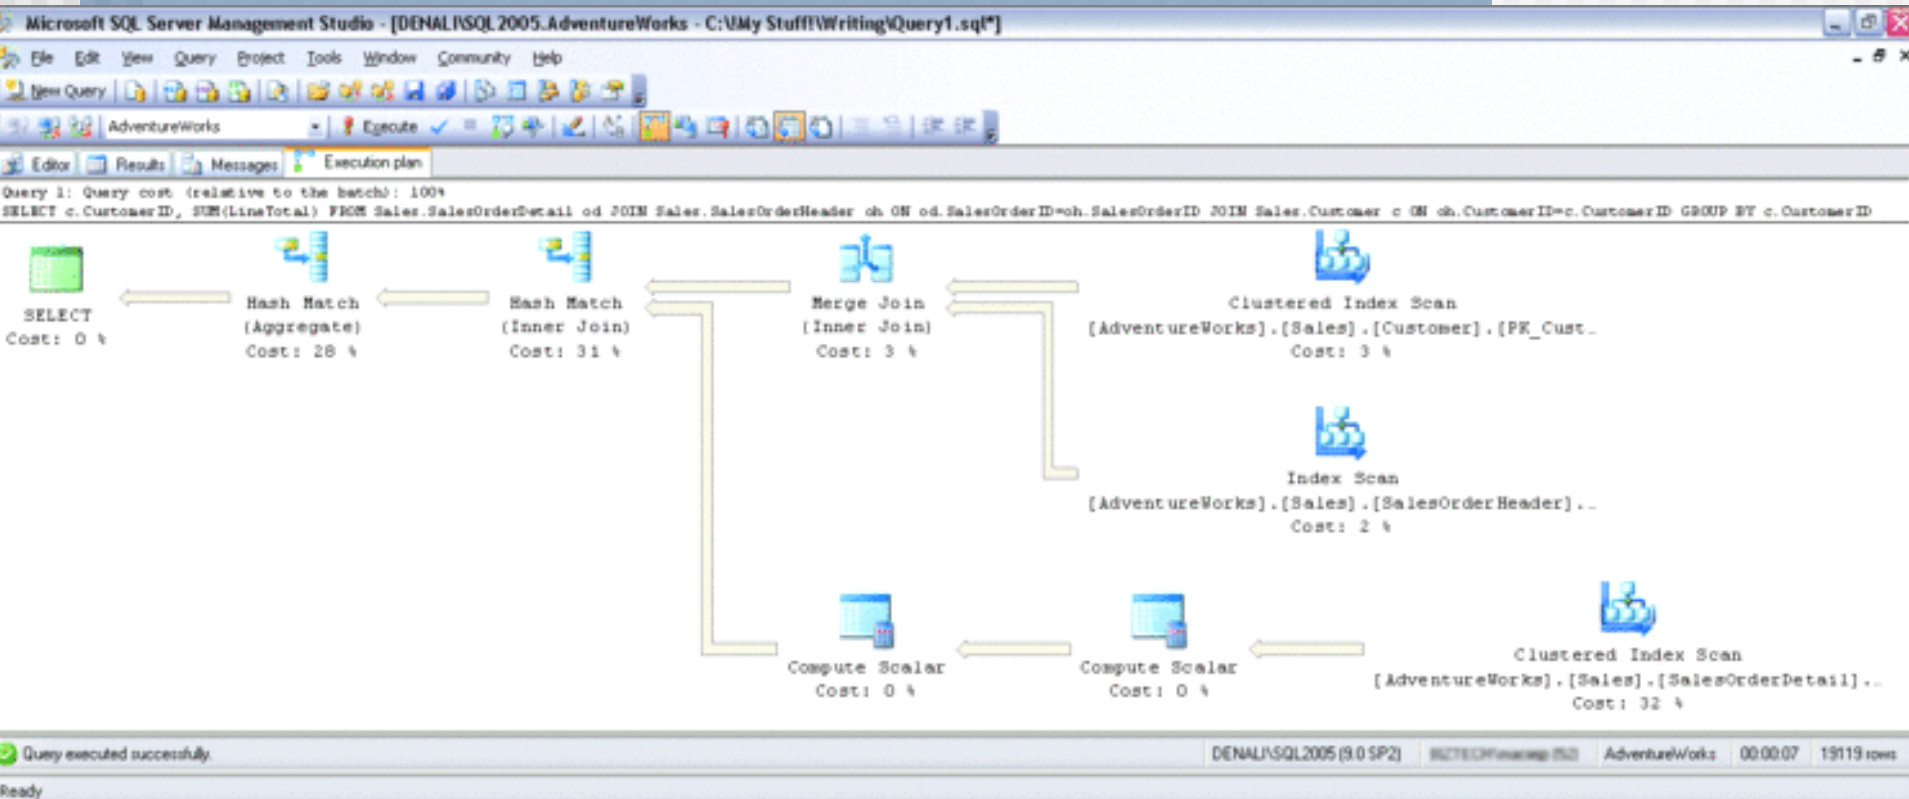 Microsoft SQL Server Management Studio - [DENALI\SQL2005.AdventureWorks - C:\!My Stuff!\Writing\Query1.sql*]
File Edit View Query Project Tools Window Community Help
New Query
AdventureWorks Execute
Editor Results Messages Execution plan
Query 1: Query cost (relative to the batch): 100%
SELECT c.CustomerID, SUM(LineTotal) FROM Sales.SalesOrderDetail od JOIN Sales.SalesOrderHeader oh ON od.SalesOrderID=oh.SalesOrderID JOIN Sales.Customer c ON oh.CustomerID=c.CustomerID GROUP BY c.CustomerID
SELECT
Cost: 0 %
Hash Match
(Aggregate)
Cost: 28 %
Hash Match
(Inner Join)
Cost: 31 %
Merge Join
(Inner Join)
Cost: 3 %
Clustered Index Scan
[AdventureWorks].[Sales].[Customer].[PK_Cust…
Cost: 3 %
Index Scan
[AdventureWorks].[Sales].[SalesOrderHeader]…
Cost: 2 %
Compute Scalar
Cost: 0 %
Compute Scalar
Cost: 0 %
Clustered Index Scan
[AdventureWorks].[Sales].[SalesOrderDetail]…
Cost: 32 %
Query executed successfully. DENALI\SQL2005 (9.0 SP2) AdventureWorks 00:00:07 19119 rows
Ready